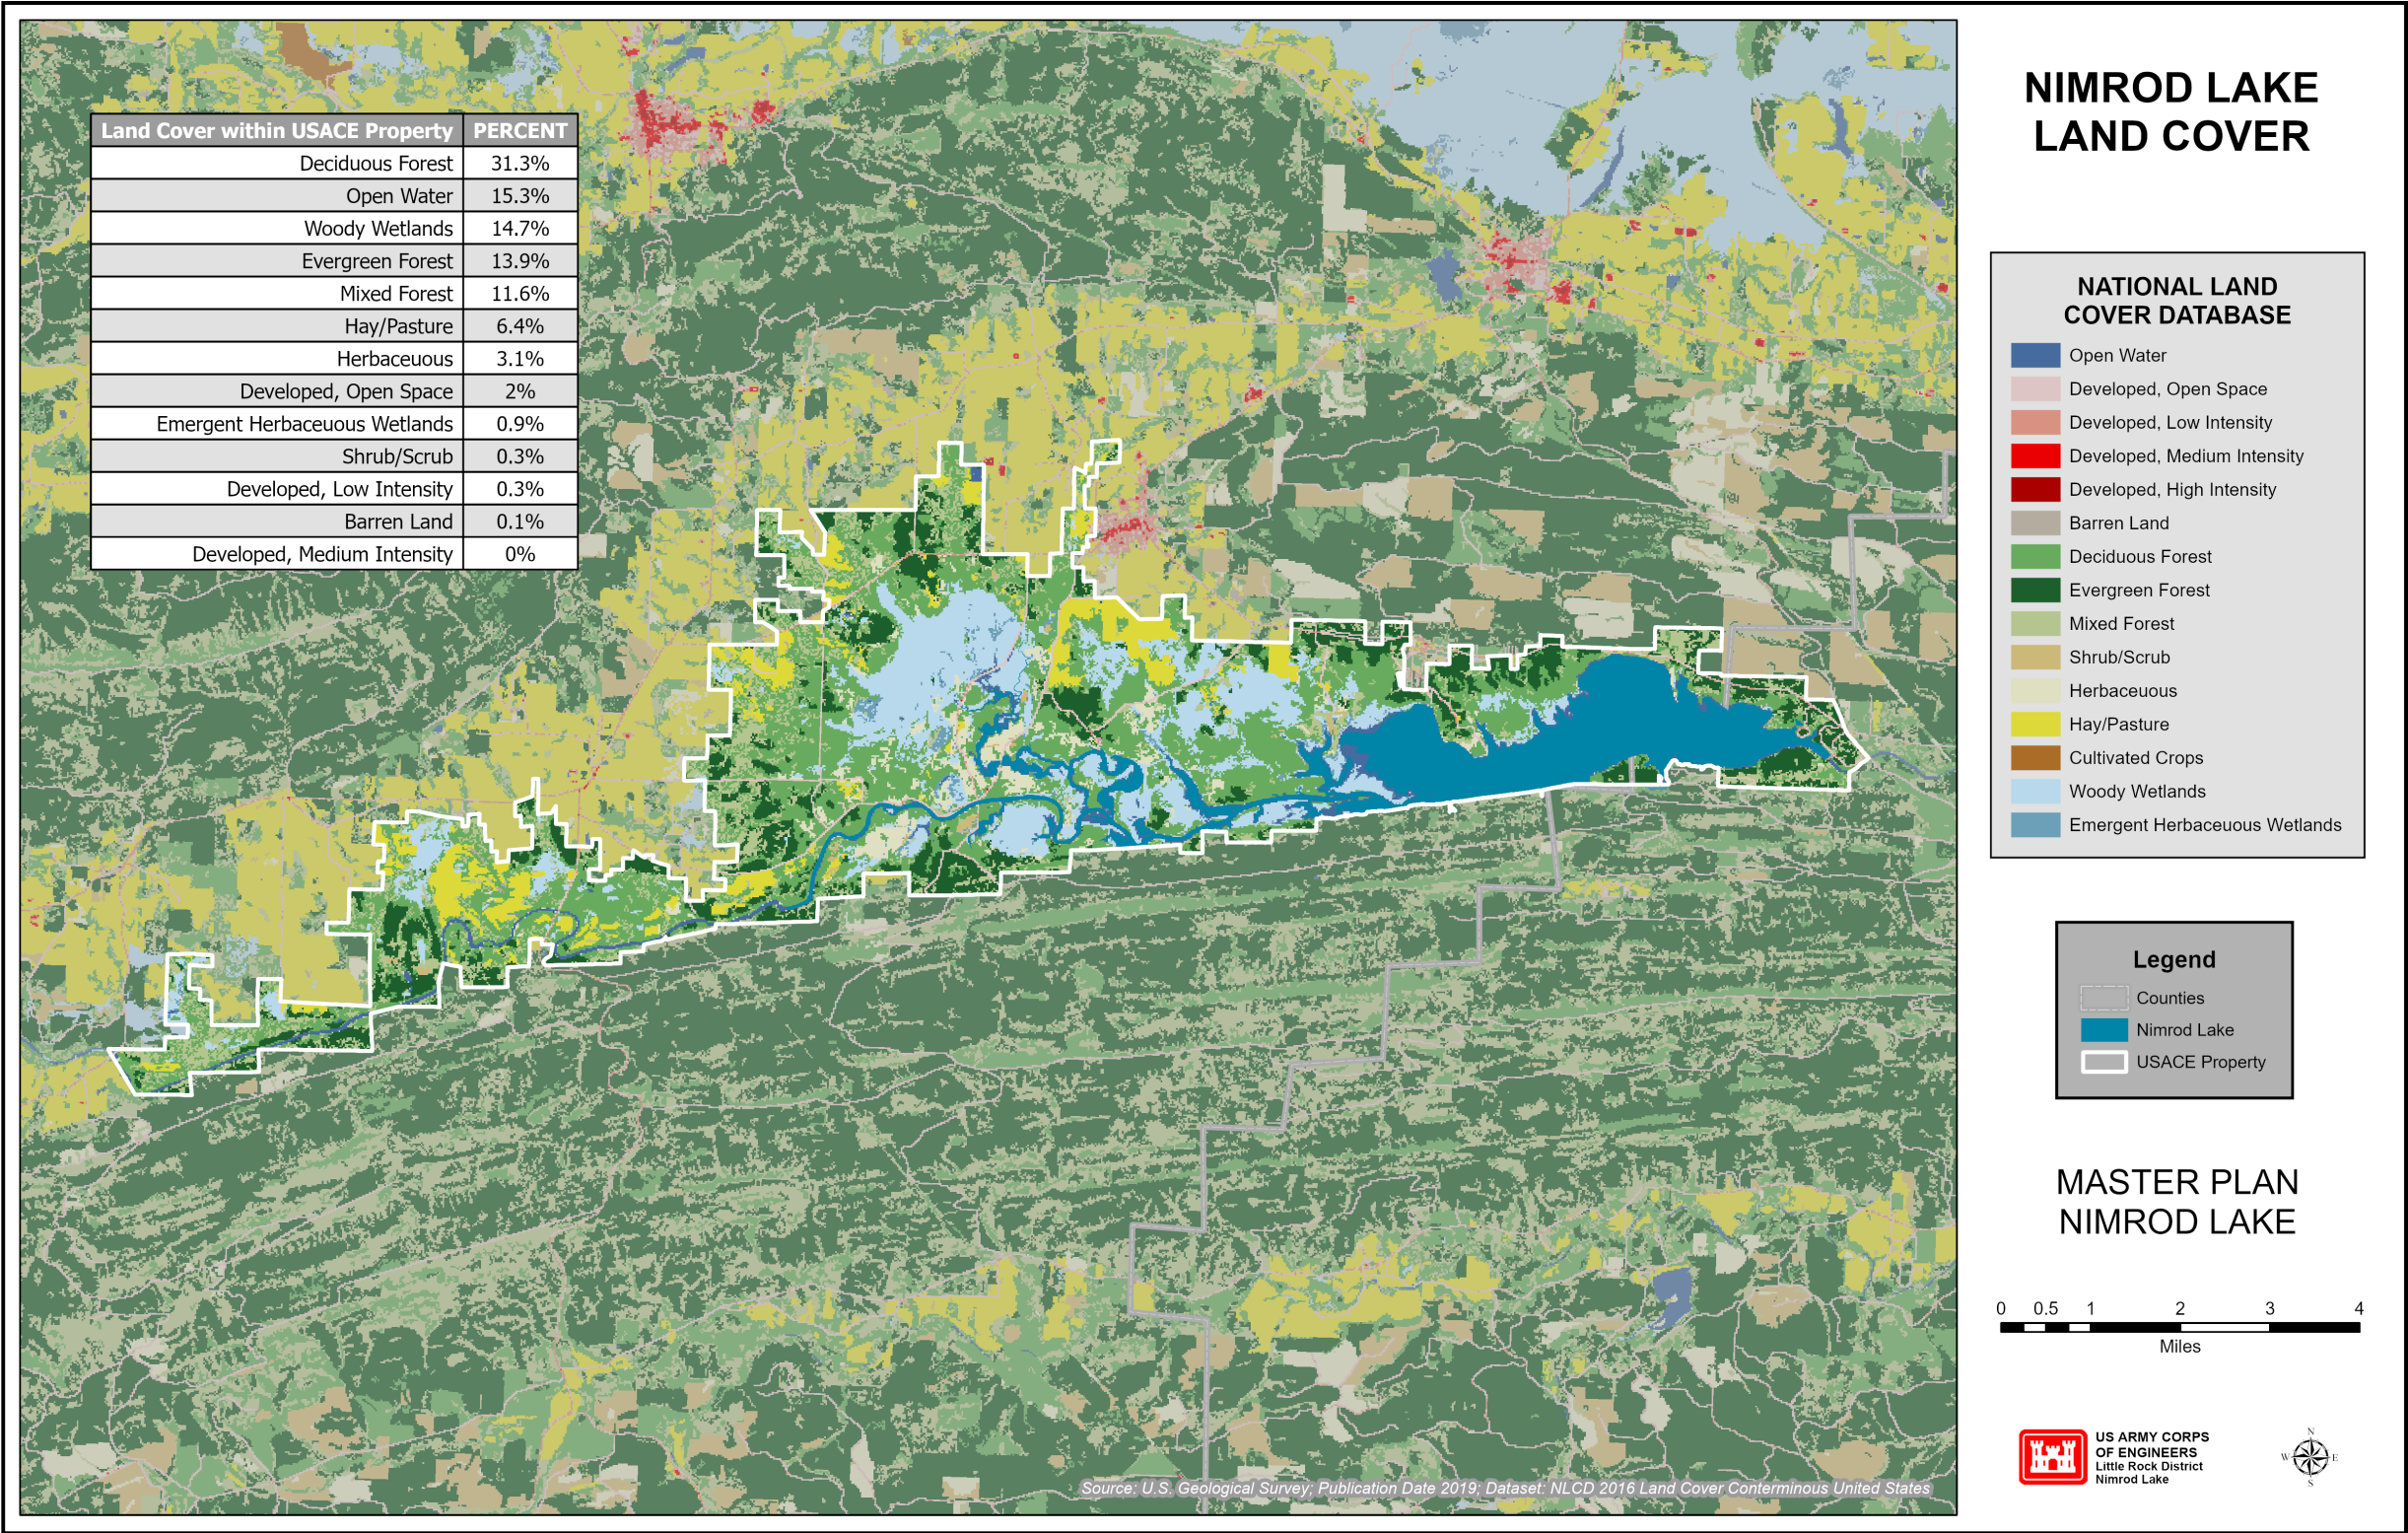 NIMROD LAKE
LAND COVER
Land Cover within USACE Property PERCENT
Deciduous Forest 31.3%
Open Water 15.3%
Woody Wetlands 14.7%
Evergreen Forest 13.9%
Mixed Forest 11.6%
Hay/Pasture 6.4%
Herbaceuous 3.1%
Developed, Open Space 2%
Emergent Herbaceuous Wetlands 0.9%
Shrub/Scrub 0.3%
Developed, Low Intensity 0.3%
Barren Land 0.1%
Developed, Medium Intensity 0%
NATIONAL LAND
COVER DATABASE
Open Water
Developed, Open Space
Developed, Low Intensity
Developed, Medium Intensity
Developed, High Intensity
Barren Land
Deciduous Forest
Evergreen Forest
Mixed Forest
Shrub/Scrub
Herbaceuous
Hay/Pasture
Cultivated Crops
Woody Wetlands
Emergent Herbaceuous Wetlands
Legend
Counties
Nimrod Lake
USACE Property
MASTER PLAN
NIMROD LAKE
0 0.5 1 2 3 4
Miles
US ARMY CORPS
OF ENGINEERS
Little Rock District
Nimrod Lake
N
W E
S
Source: U.S. Geological Survey; Publication Date 2019; Dataset: NLCD 2016 Land Cover Conterminous United States